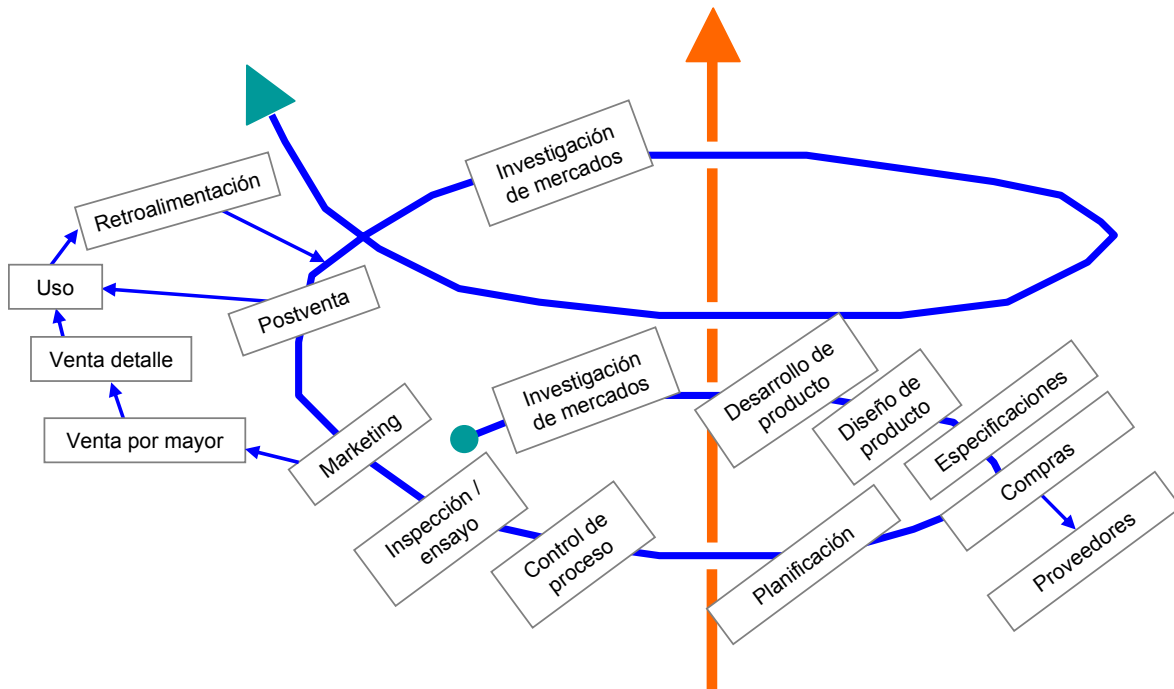 Investigación
de mercados
Retroalimentación
Uso
Postventa
Venta detalle
Investigación
de mercados
Desarrollo de
producto
Diseño de
producto
Especificaciones
Compras
Venta por mayor
Marketing
Inspección /
ensayo
Control de
proceso
Planificación
Proveedores